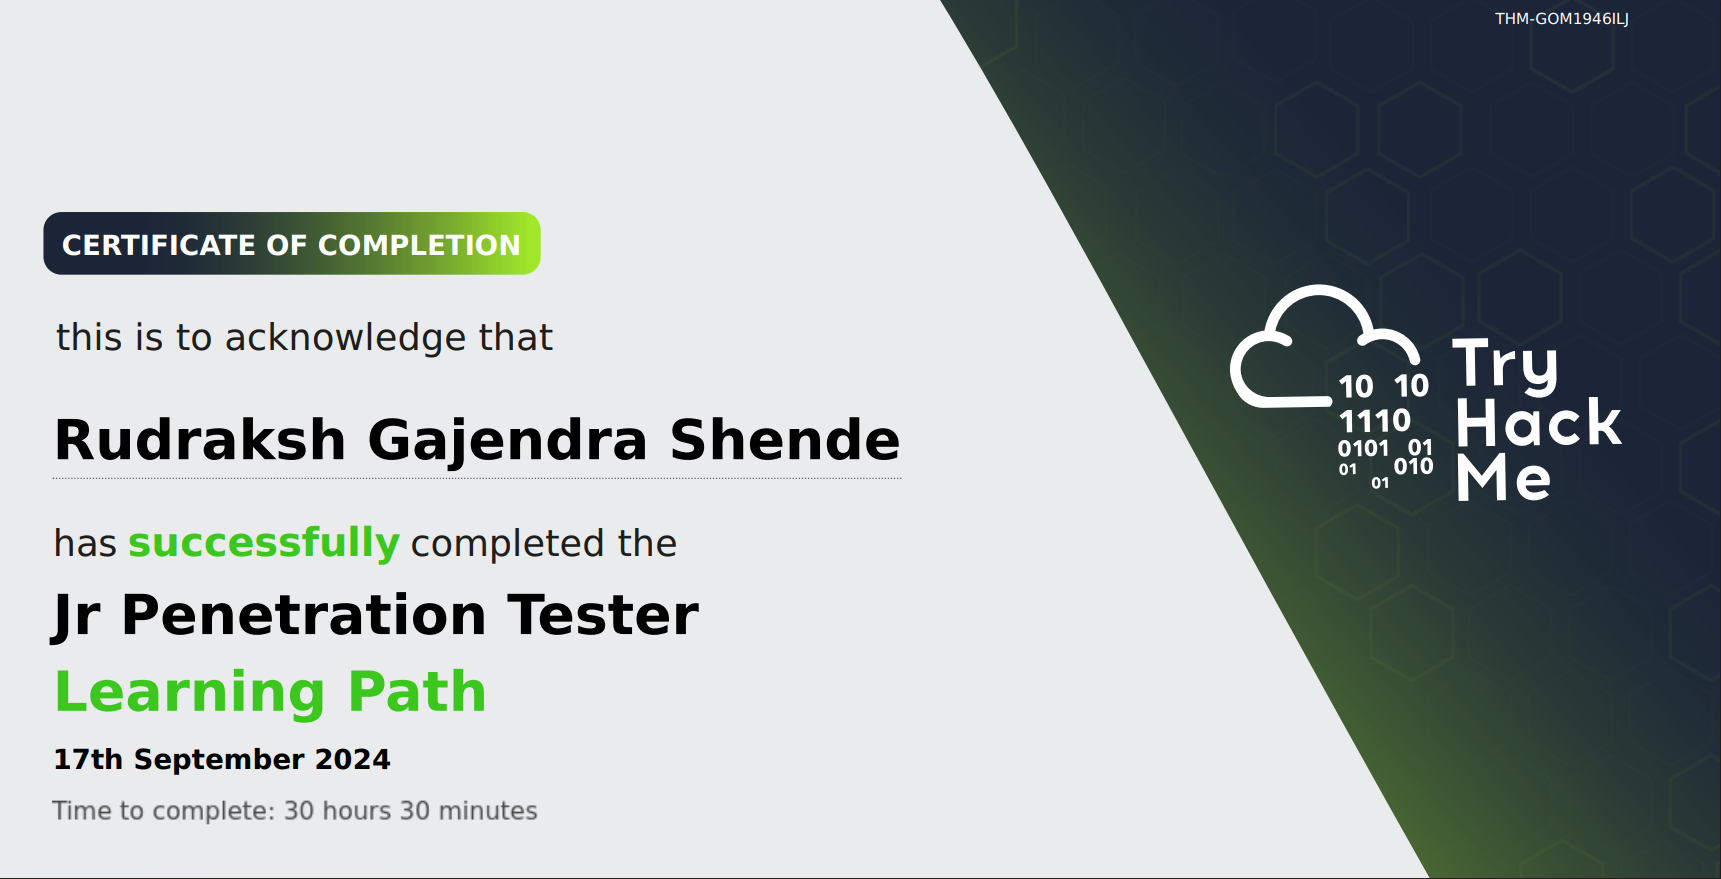 THM-GOM1946ILJ
CERTIFICATE OF COMPLETION
this is to acknowledge that
Rudraksh Gajendra Shende
has successfully completed the
Jr Penetration Tester
Learning Path
17th September 2024
Time to complete: 30 hours 30 minutes
10 10
1110
0101 01
01 010
01
Try
Hack
Me